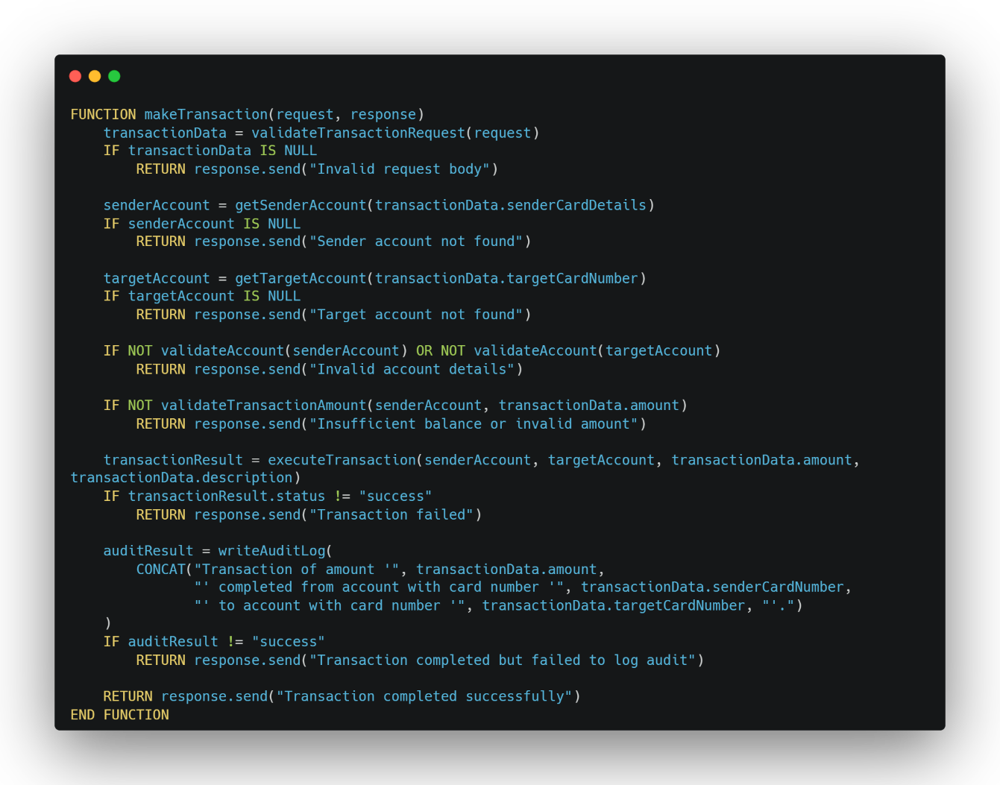 FUNCTION makeTransaction(request, response)
    transactionData = validateTransactionRequest(request)
    IF transactionData IS NULL
        RETURN response.send("Invalid request body")

    senderAccount = getSenderAccount(transactionData.senderCardDetails)
    IF senderAccount IS NULL
        RETURN response.send("Sender account not found")

    targetAccount = getTargetAccount(transactionData.targetCardNumber)
    IF targetAccount IS NULL
        RETURN response.send("Target account not found")

    IF NOT validateAccount(senderAccount) OR NOT validateAccount(targetAccount)
        RETURN response.send("Invalid account details")

    IF NOT validateTransactionAmount(senderAccount, transactionData.amount)
        RETURN response.send("Insufficient balance or invalid amount")

    transactionResult = executeTransaction(senderAccount, targetAccount, transactionData.amount,
transactionData.description)
    IF transactionResult.status != "success"
        RETURN response.send("Transaction failed")

    auditResult = writeAuditLog(
        CONCAT("Transaction of amount '", transactionData.amount,
               "' completed from account with card number '", transactionData.senderCardNumber,
               "' to account with card number '", transactionData.targetCardNumber, "'.")
    )
    IF auditResult != "success"
        RETURN response.send("Transaction completed but failed to log audit")

    RETURN response.send("Transaction completed successfully")
END FUNCTION